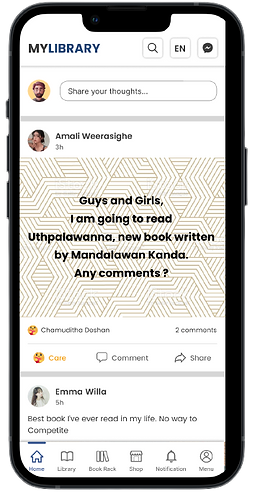 MYLIBRARY
EN
Share your thoughts...
Amali Weerasighe
3h
Guys and Girls,
I am going to read
Uthpalawanna, new book written
by Mandalawan Kanda.
Any comments ?
Chamuditha Doshan
2 comments
Care
Comment
Share
Emma Willa
5h
Best book I've ever read in my life. No way to
Competite
Home
Library
Book Rack
Shop
Notification
Menu